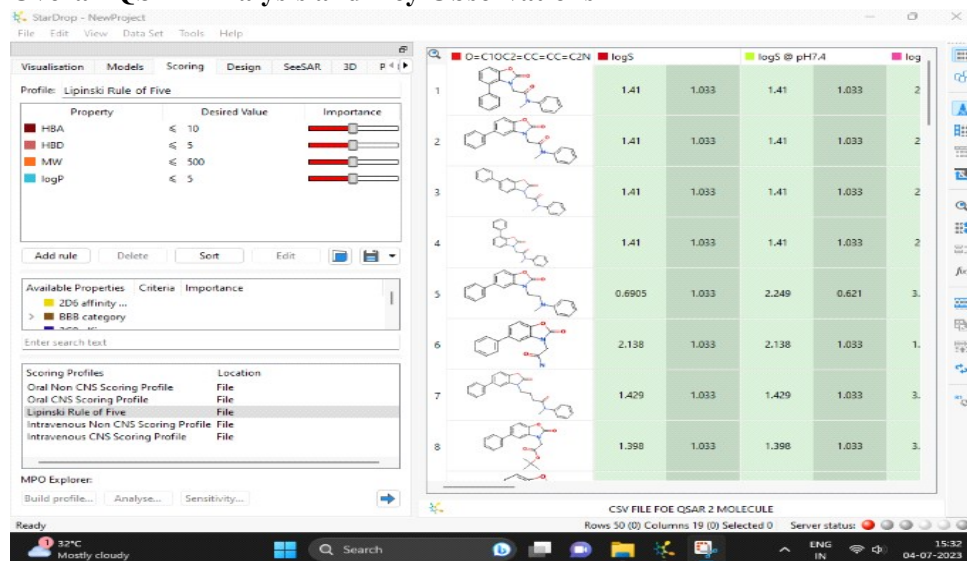 StarDrop - NewProject
File Edit View Data Set Tools Help
Visualisation Models Scoring Design SeeSAR 3D P
Profile: Lipinski Rule of Five
Property Desired Value Importance
HBA ≤ 10
HBD ≤ 5
MW ≤ 500
logP ≤ 5
Add rule Delete Sort Edit
Available Properties Criteria Importance
2D6 affinity ...
BBB category
Enter search text
Scoring Profiles Location
Oral Non CNS Scoring Profile File
Oral CNS Scoring Profile File
Lipinski Rule of Five File
Intravenous Non CNS Scoring Profile File
Intravenous CNS Scoring Profile File
MPO Explorer:
Build profile... Analyse... Sensitivity...
Ready
O=C1OC2=CC=CC=C2N logS logS @ pH7.4 log
1 1.41 1.033 1.41 1.033 2
2 1.41 1.033 1.41 1.033 2
3 1.41 1.033 1.41 1.033 2
4 1.41 1.033 1.41 1.033 2
5 0.6905 1.033 2.249 0.621 3.
6 2.138 1.033 2.138 1.033 1.
7 1.429 1.033 1.429 1.033 3.
8 1.398 1.033 1.398 1.033 3.
CSV FILE FOE QSAR 2 MOLECULE
Rows 50 (0) Columns 19 (0) Selected 0 Server status:
1 32°C
Mostly cloudy
Search
ENG
IN
15:32
04-07-2023